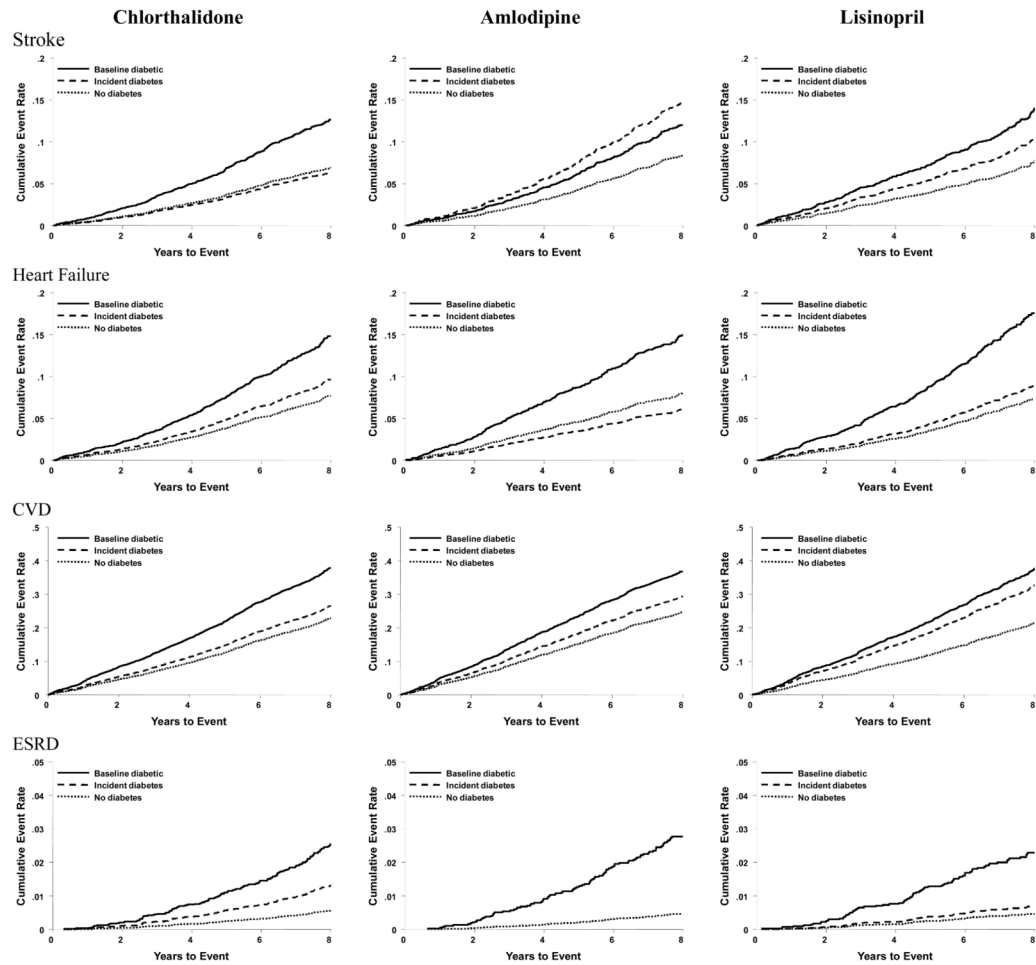 Chlorthalidone Amlodipine Lisinopril
Stroke
.2
.15
.1
.05
0
Cumulative Event Rate
Baseline diabetic
Incident diabetes
No diabetes
0 2 4 6 8
Years to Event
.2
.15
.1
.05
0
Cumulative Event Rate
Baseline diabetic
Incident diabetes
No diabetes
0 2 4 6 8
Years to Event
.2
.15
.1
.05
0
Cumulative Event Rate
Baseline diabetic
Incident diabetes
No diabetes
0 2 4 6 8
Years to Event
Heart Failure
.2
.15
.1
.05
0
Cumulative Event Rate
Baseline diabetic
Incident diabetes
No diabetes
0 2 4 6 8
Years to Event
.2
.15
.1
.05
0
Cumulative Event Rate
Baseline diabetic
Incident diabetes
No diabetes
0 2 4 6 8
Years to Event
.2
.15
.1
.05
0
Cumulative Event Rate
Baseline diabetic
Incident diabetes
No diabetes
0 2 4 6 8
Years to Event
CVD
.5
.4
.3
.2
.1
0
Cumulative Event Rate
Baseline diabetic
Incident diabetes
No diabetes
0 2 4 6 8
Years to Event
.5
.4
.3
.2
.1
0
Cumulative Event Rate
Baseline diabetic
Incident diabetes
No diabetes
0 2 4 6 8
Years to Event
.5
.4
.3
.2
.1
0
Cumulative Event Rate
Baseline diabetic
Incident diabetes
No diabetes
0 2 4 6 8
Years to Event
ESRD
.05
.04
.03
.02
.01
0
Cumulative Event Rate
Baseline diabetic
Incident diabetes
No diabetes
0 2 4 6 8
Years to Event
.05
.04
.03
.02
.01
0
Cumulative Event Rate
Baseline diabetic
Incident diabetes
No diabetes
0 2 4 6 8
Years to Event
.05
.04
.03
.02
.01
0
Cumulative Event Rate
Baseline diabetic
Incident diabetes
No diabetes
0 2 4 6 8
Years to Event